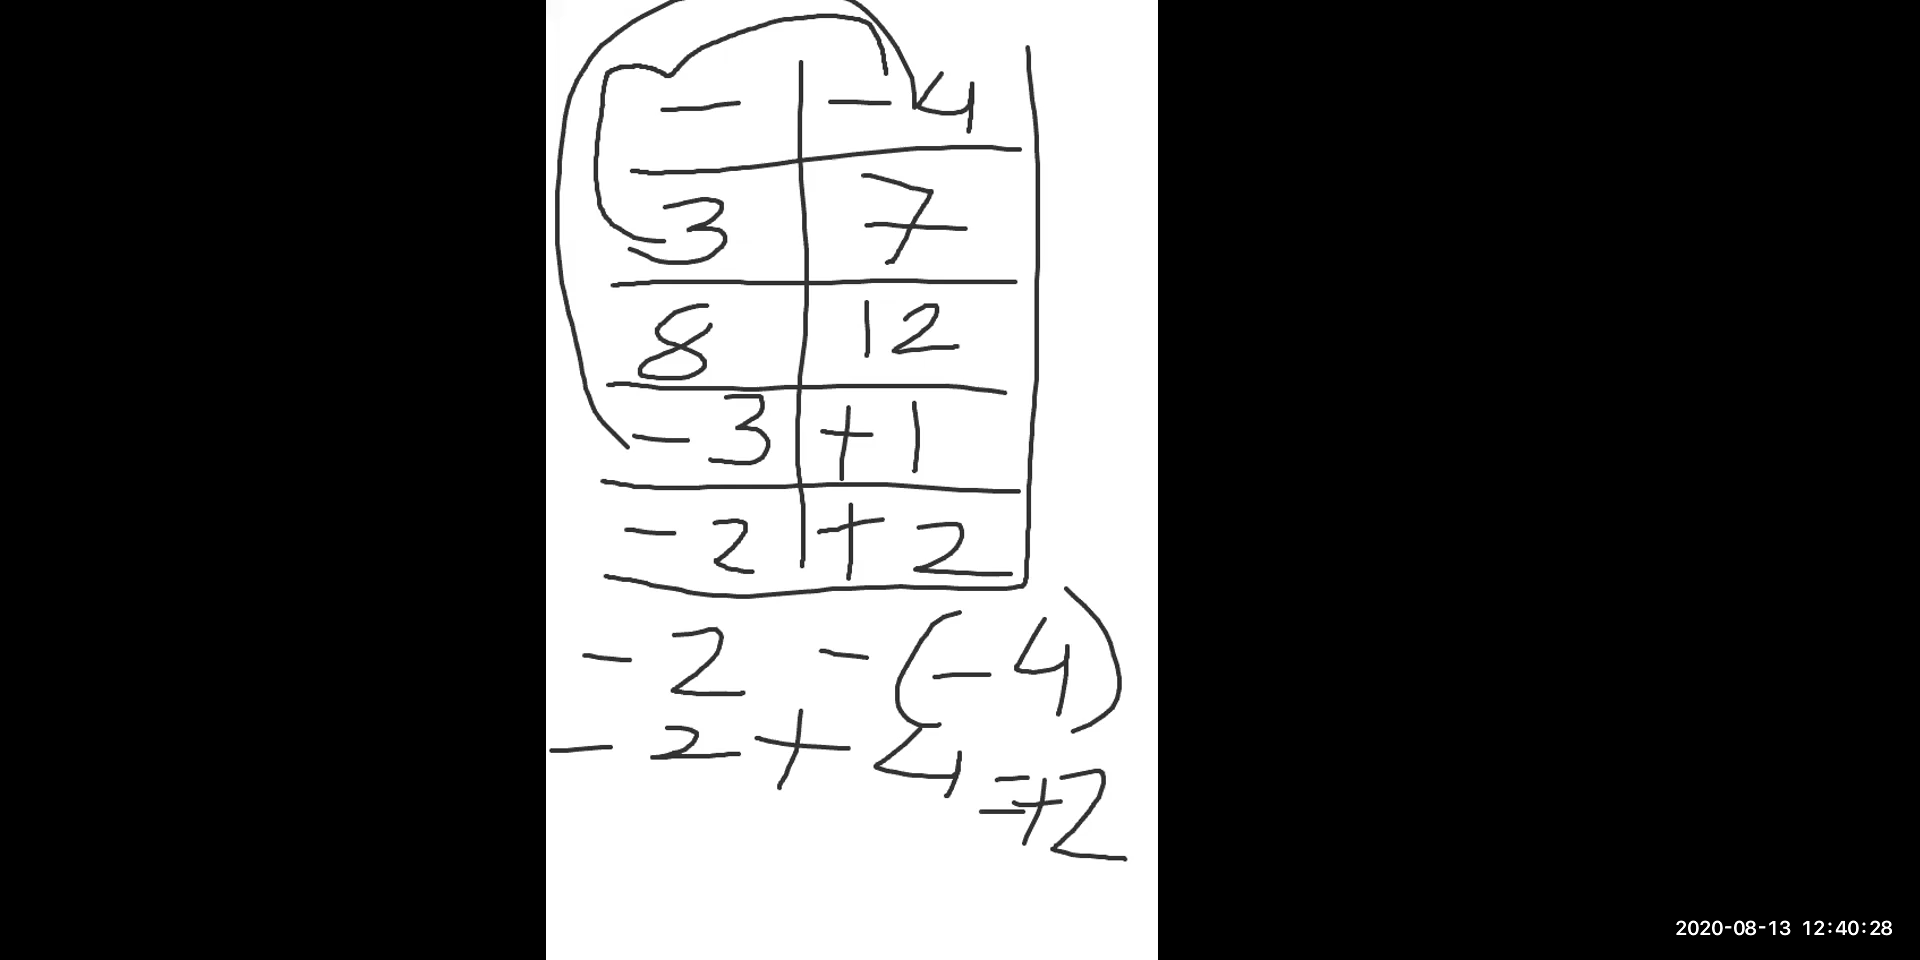 - | - 4
3 | 7
8 | 12
- 3 | + 1
- 2 | + 2
- 2 - (- 4)
- 2 + 4 = +2
2020-08-13 12:40:28